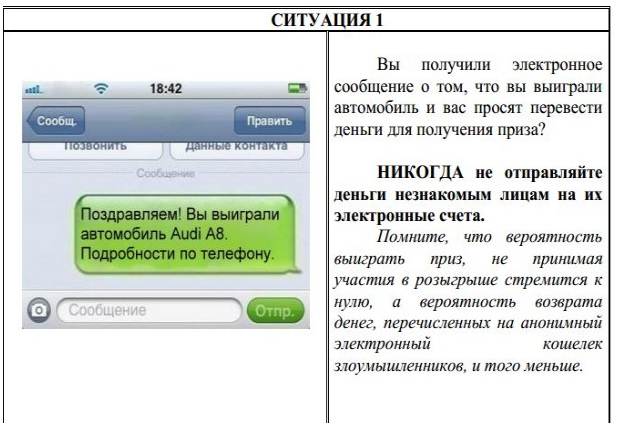 СИТУАЦИЯ 1
18:42
Сообщ.
Править
Позвонить
Данные контакта
Сообщение
Поздравляем! Вы выиграли
автомобиль Audi A8.
Подробности по телефону.
Сообщение
Отпр.
Вы получили электронное
сообщение о том, что вы выиграли
автомобиль и вас просят перевести
деньги для получения приза?
НИКОГДА не отправляйте
деньги незнакомым лицам на их
электронные счета.
Помните, что вероятность
выиграть приз, не принимая
участия в розыгрыше стремится к
нулю, а вероятность возврата
денег, перечисленных на анонимный
электронный кошелек
злоумышленников, и того меньше.